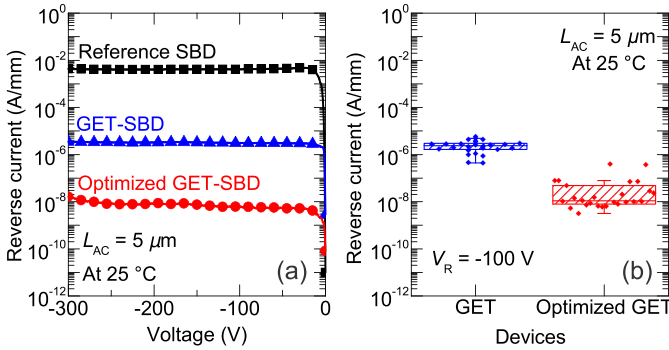 Reverse current (A/mm)
10^0
10^-2
10^-4
10^-6
10^-8
10^-10
10^-12
Reference SBD
GET-SBD
Optimized GET-SBD
L_AC = 5 μm
At 25 °C
(a)
-300
-200
-100
0
Voltage (V)
Reverse current (A/mm)
10^0
10^-2
10^-4
10^-6
10^-8
10^-10
10^-12
L_AC = 5 μm
At 25 °C
V_R = -100 V
(b)
GET
Optimized GET
Devices